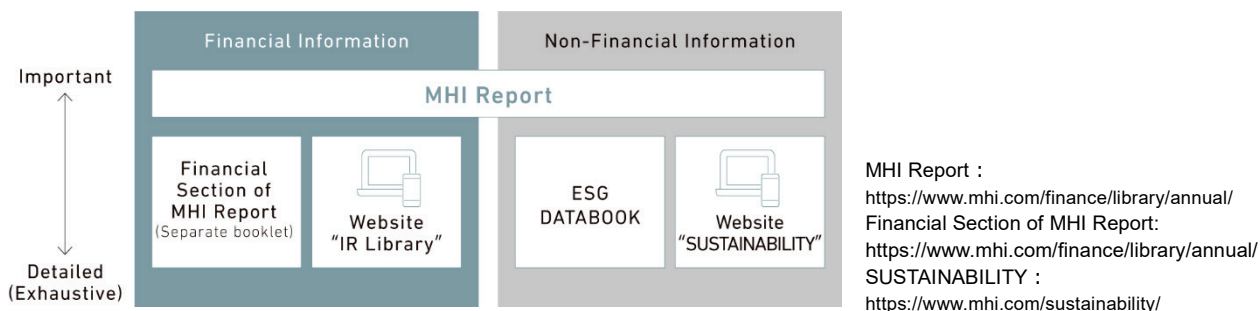 Financial Information
Non-Financial Information
Important
MHI Report
Financial
Section of
MHI Report
(Separate booklet)
Website
“IR Library”
ESG
DATABOOK
Website
“SUSTAINABILITY”
Detailed
(Exhaustive)
MHI Report：
https://www.mhi.com/finance/library/annual/
Financial Section of MHI Report:
https://www.mhi.com/finance/library/annual/
SUSTAINABILITY：
https://www.mhi.com/sustainability/